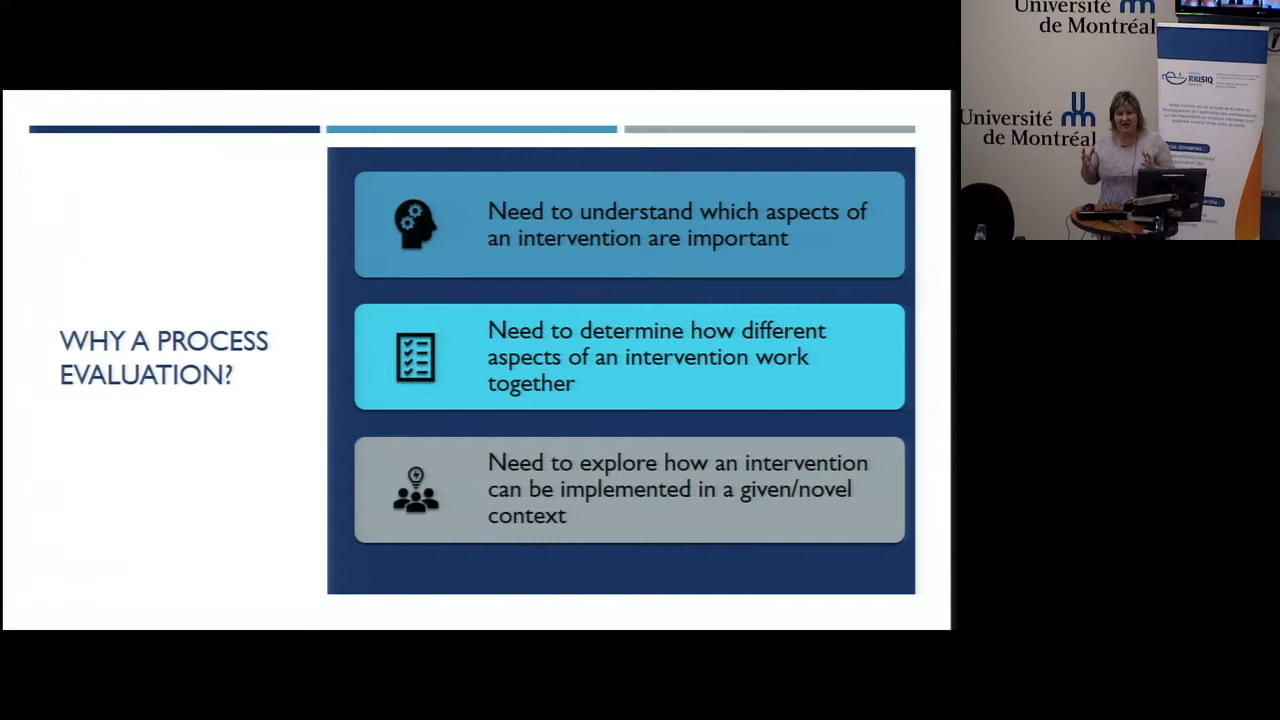 WHY A PROCESS
EVALUATION?
Need to understand which aspects of
an intervention are important
Need to determine how different
aspects of an intervention work
together
Need to explore how an intervention
can be implemented in a given/novel
context
Université
de Montréal
Université
de Montréal
RRISIQ